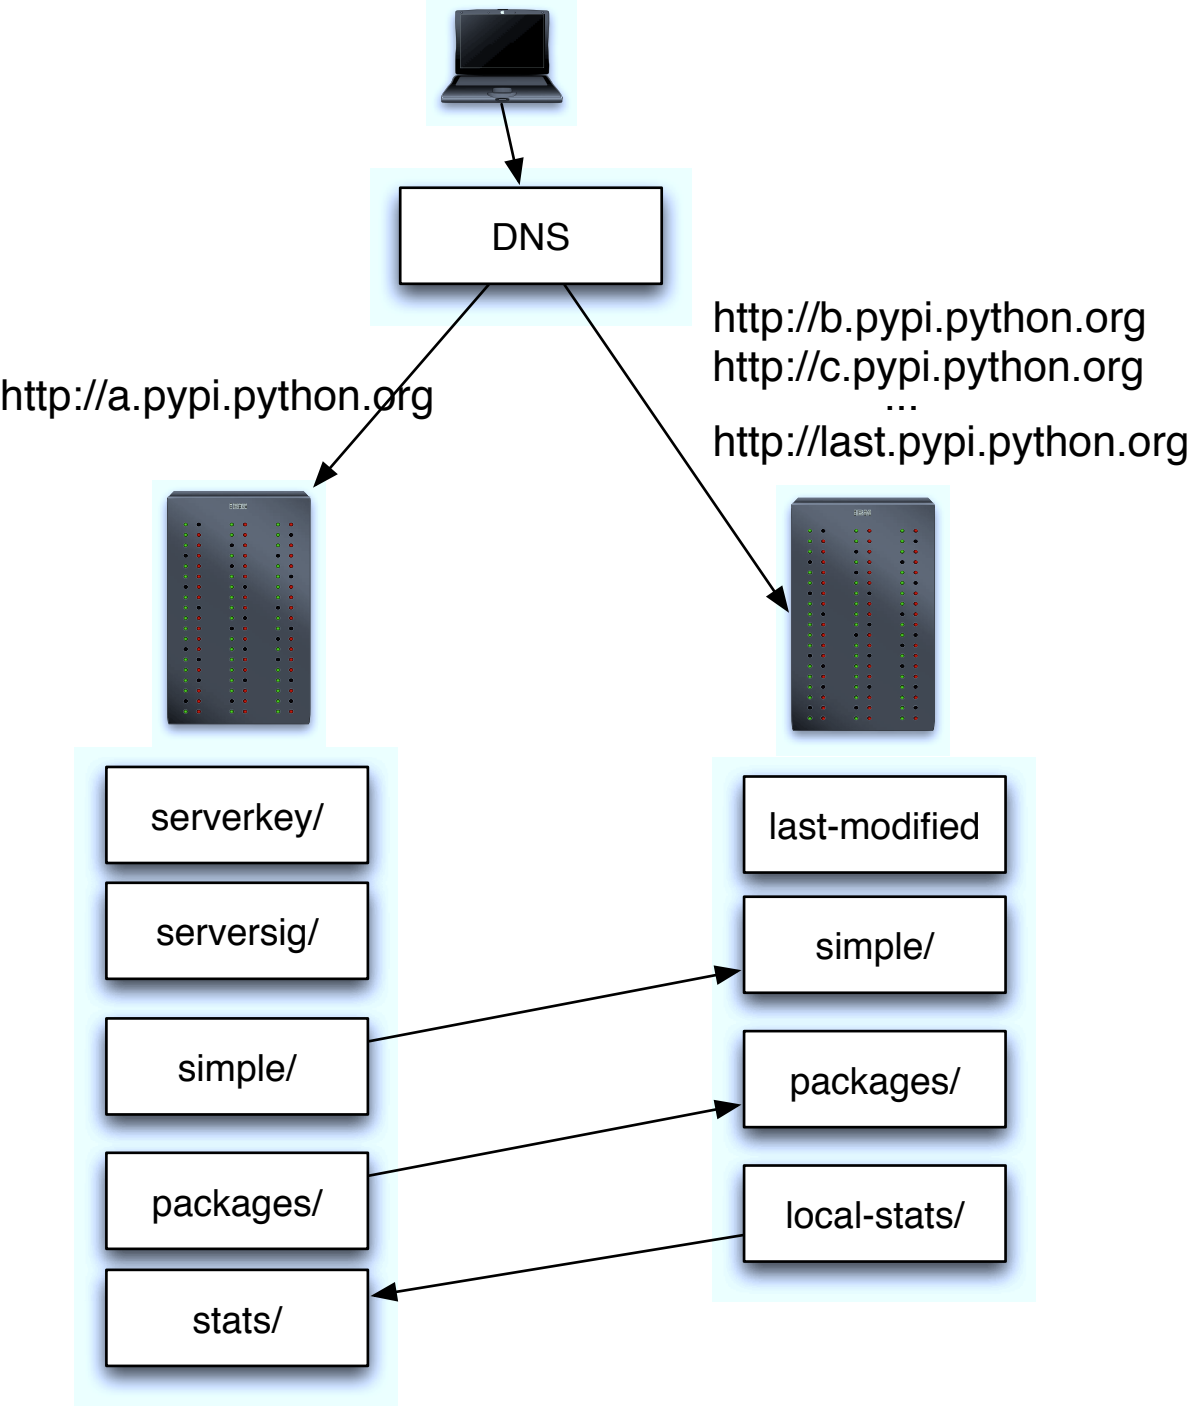 DNS
http://b.pypi.python.org
http://c.pypi.python.org
...
http://last.pypi.python.org
http://a.pypi.python.org
serverkey/
serversig/
simple/
packages/
stats/
last-modified
simple/
packages/
local-stats/